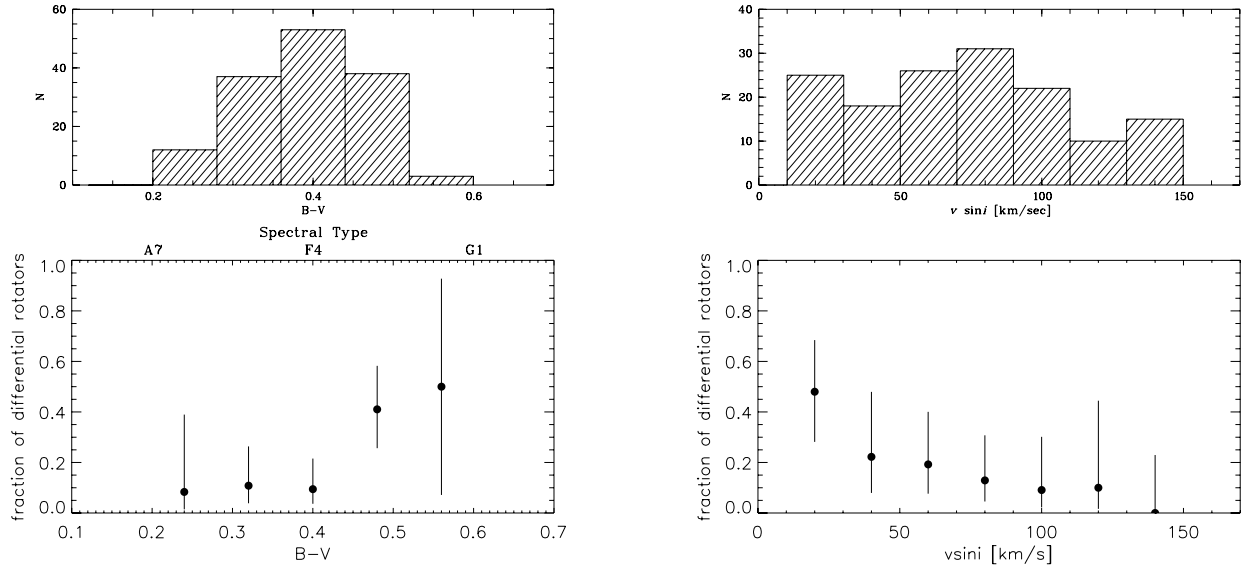 60
40
20
0
N
0.2 0.4 0.6
B-V
40
30
20
10
0
N
50 100 150
v sini [km/sec]
Spectral Type
A7 F4 G1
1.0
0.8
0.6
0.4
0.2
0.0
fraction of differential rotators
0.1 0.2 0.3 0.4 0.5 0.6 0.7
B-V
1.0
0.8
0.6
0.4
0.2
0.0
fraction of differential rotators
0 50 100 150
vsini [km/s]